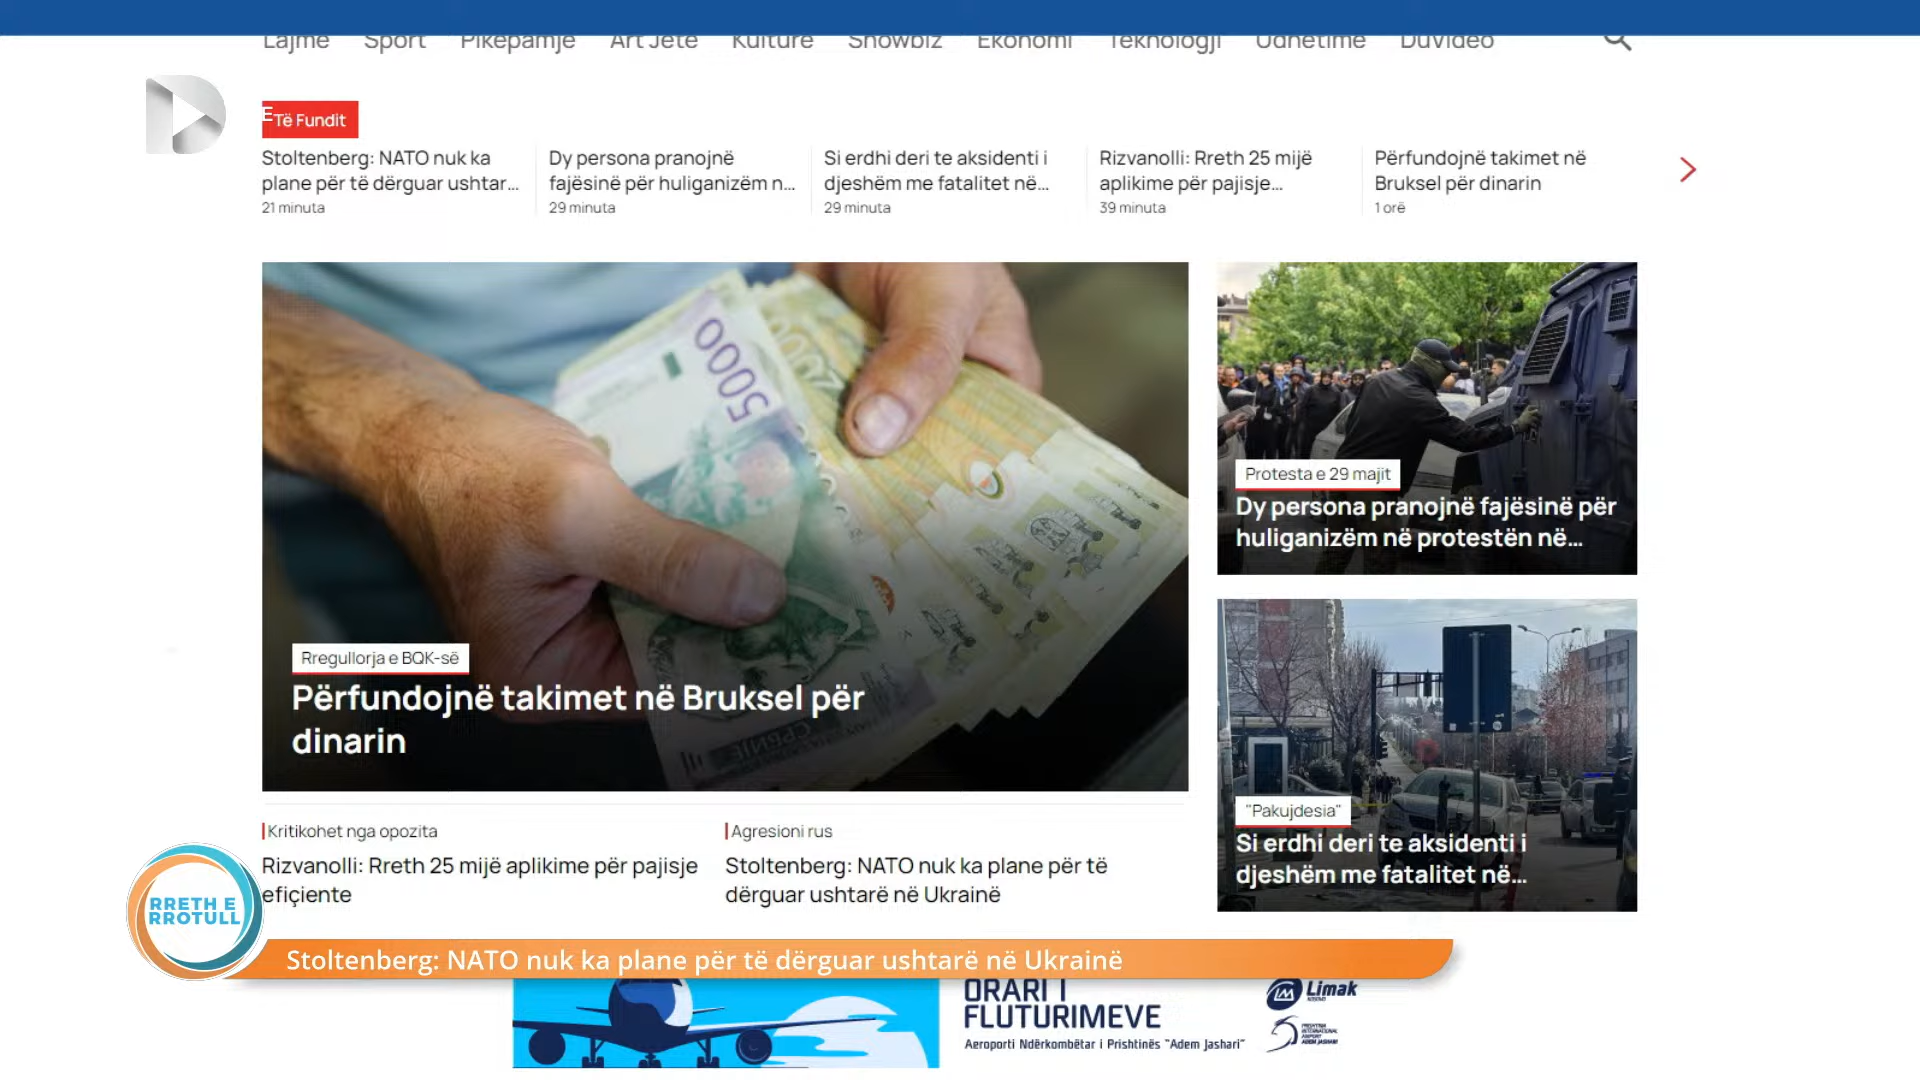 Lajme Sport Pikëpamje Art Jetë Kulturë Showbiz Ekonomi Teknologji Udhëtime DuVideo
E
Të Fundit
Stoltenberg: NATO nuk ka
plane për të dërguar ushtar...
21 minuta
Dy persona pranojnë
fajësinë për huliganizëm n...
29 minuta
Si erdhi deri te aksidenti i
djeshëm me fatalitet në...
29 minuta
Rizvanolli: Rreth 25 mijë
aplikime për pajisje...
39 minuta
Përfundojnë takimet në
Bruksel për dinarin
1 orë
5000
Rregullorja e BQK-së
Përfundojnë takimet në Bruksel për
dinarin
Protesta e 29 majit
Dy persona pranojnë fajësinë për
huliganizëm në protestën në...
"Pakujdesia"
Si erdhi deri te aksidenti i
djeshëm me fatalitet në...
Kritikohet nga opozita
Rizvanolli: Rreth 25 mijë aplikime për pajisje
efiçiente
Agresioni rus
Stoltenberg: NATO nuk ka plane për të
dërguar ushtarë në Ukrainë
RRETH E
RROTULL
Stoltenberg: NATO nuk ka plane për të dërguar ushtarë në Ukrainë
ORARI I
FLUTURIMEVE
Aeroporti Ndërkombëtar i Prishtinës "Adem Jashari"
Limak
PRISHTINA
INTERNATIONAL
AIRPORT
ADEM JASHARI